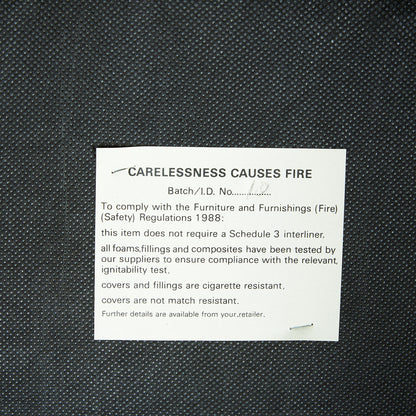 CARELESSNESS CAUSES FIRE
Batch/I.D. No..................
To comply with the Furniture and Furnishings (Fire)
(Safety) Regulations 1988:
this item does not require a Schedule 3 interliner.
all foams,fillings and composites have been tested by
our suppliers to ensure compliance with the relevant
ignitability test.
covers and fillings are cigarette resistant.
covers are not match resistant.
Further details are available from your.retailer.